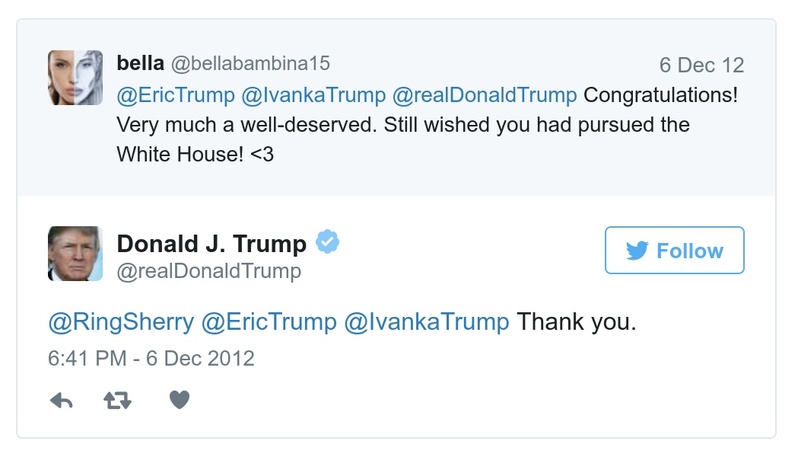 bella @bellabambina15 6 Dec 12
@EricTrump @IvankaTrump @realDonaldTrump Congratulations!
Very much a well-deserved. Still wished you had pursued the
White House! <3
Donald J. Trump
@realDonaldTrump
Follow
@RingSherry @EricTrump @IvankaTrump Thank you.
6:41 PM - 6 Dec 2012